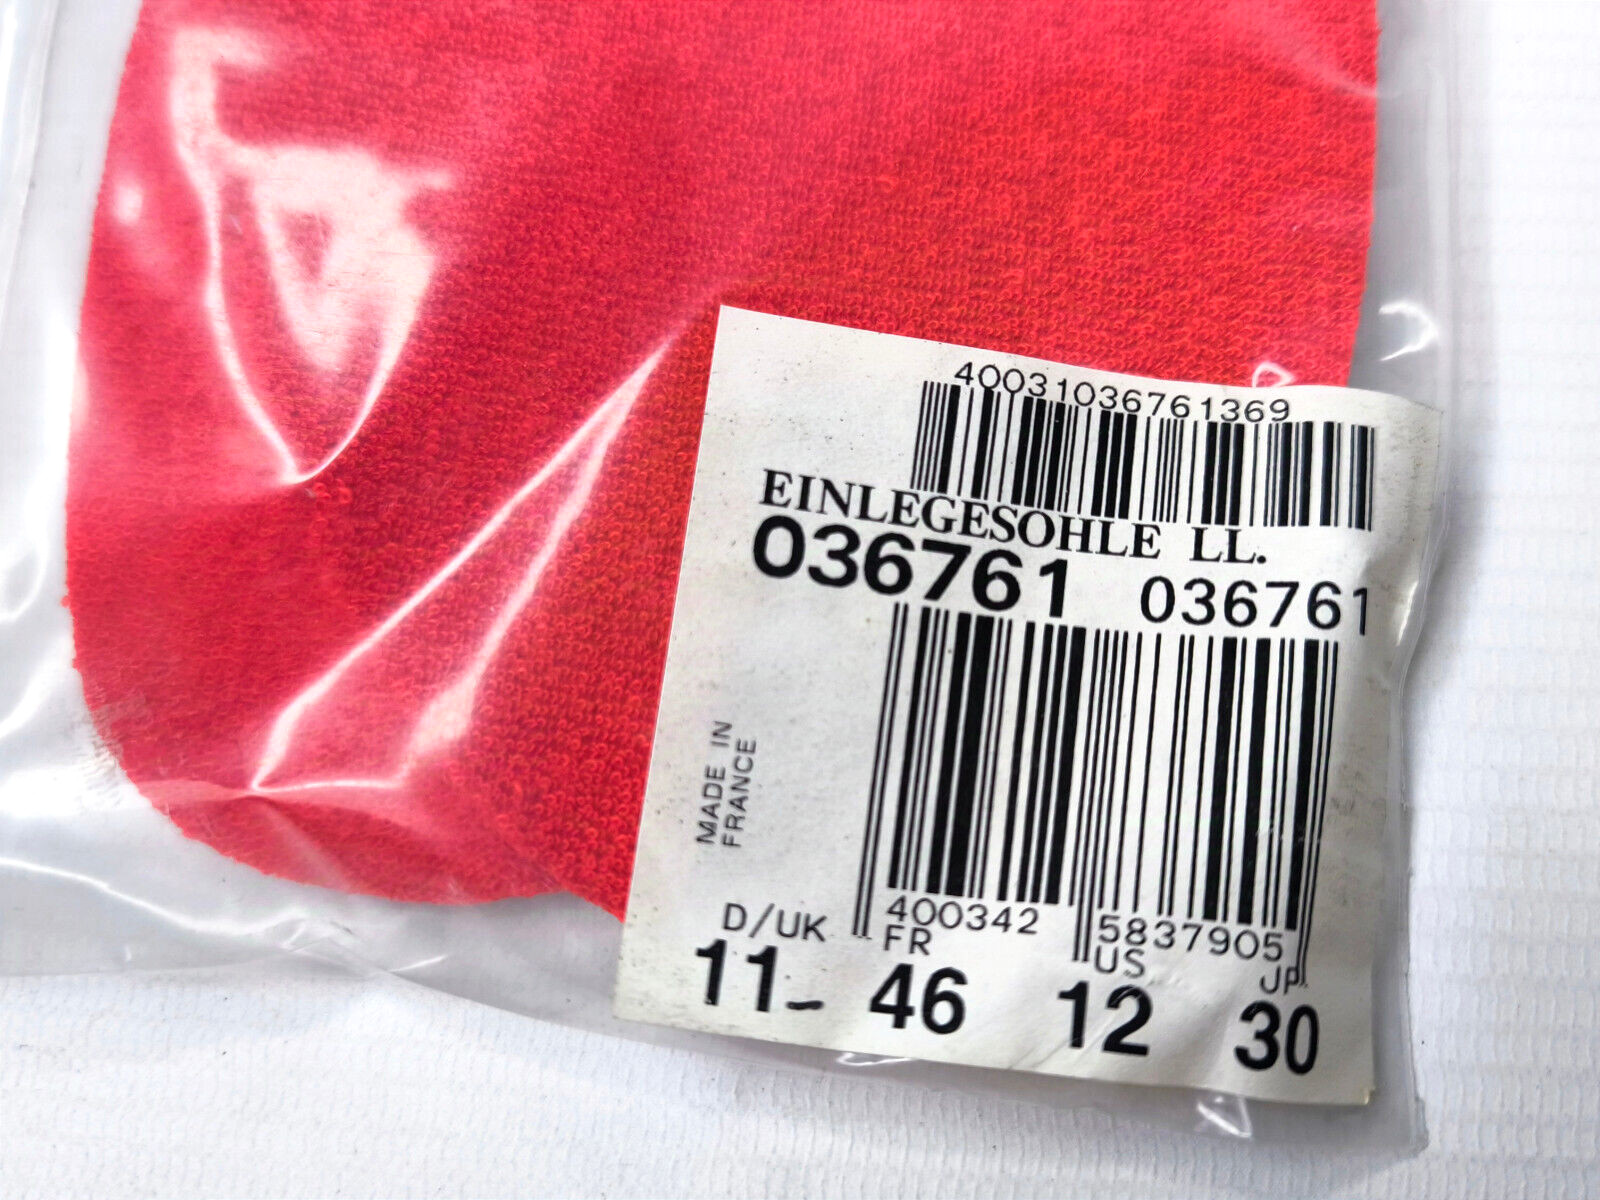 40031036761369
EINLEGESOHLE LL.
036761 036761
MADE IN
FRANCE
400342 5837905
D/UK FR US JP
11- 46 12 30